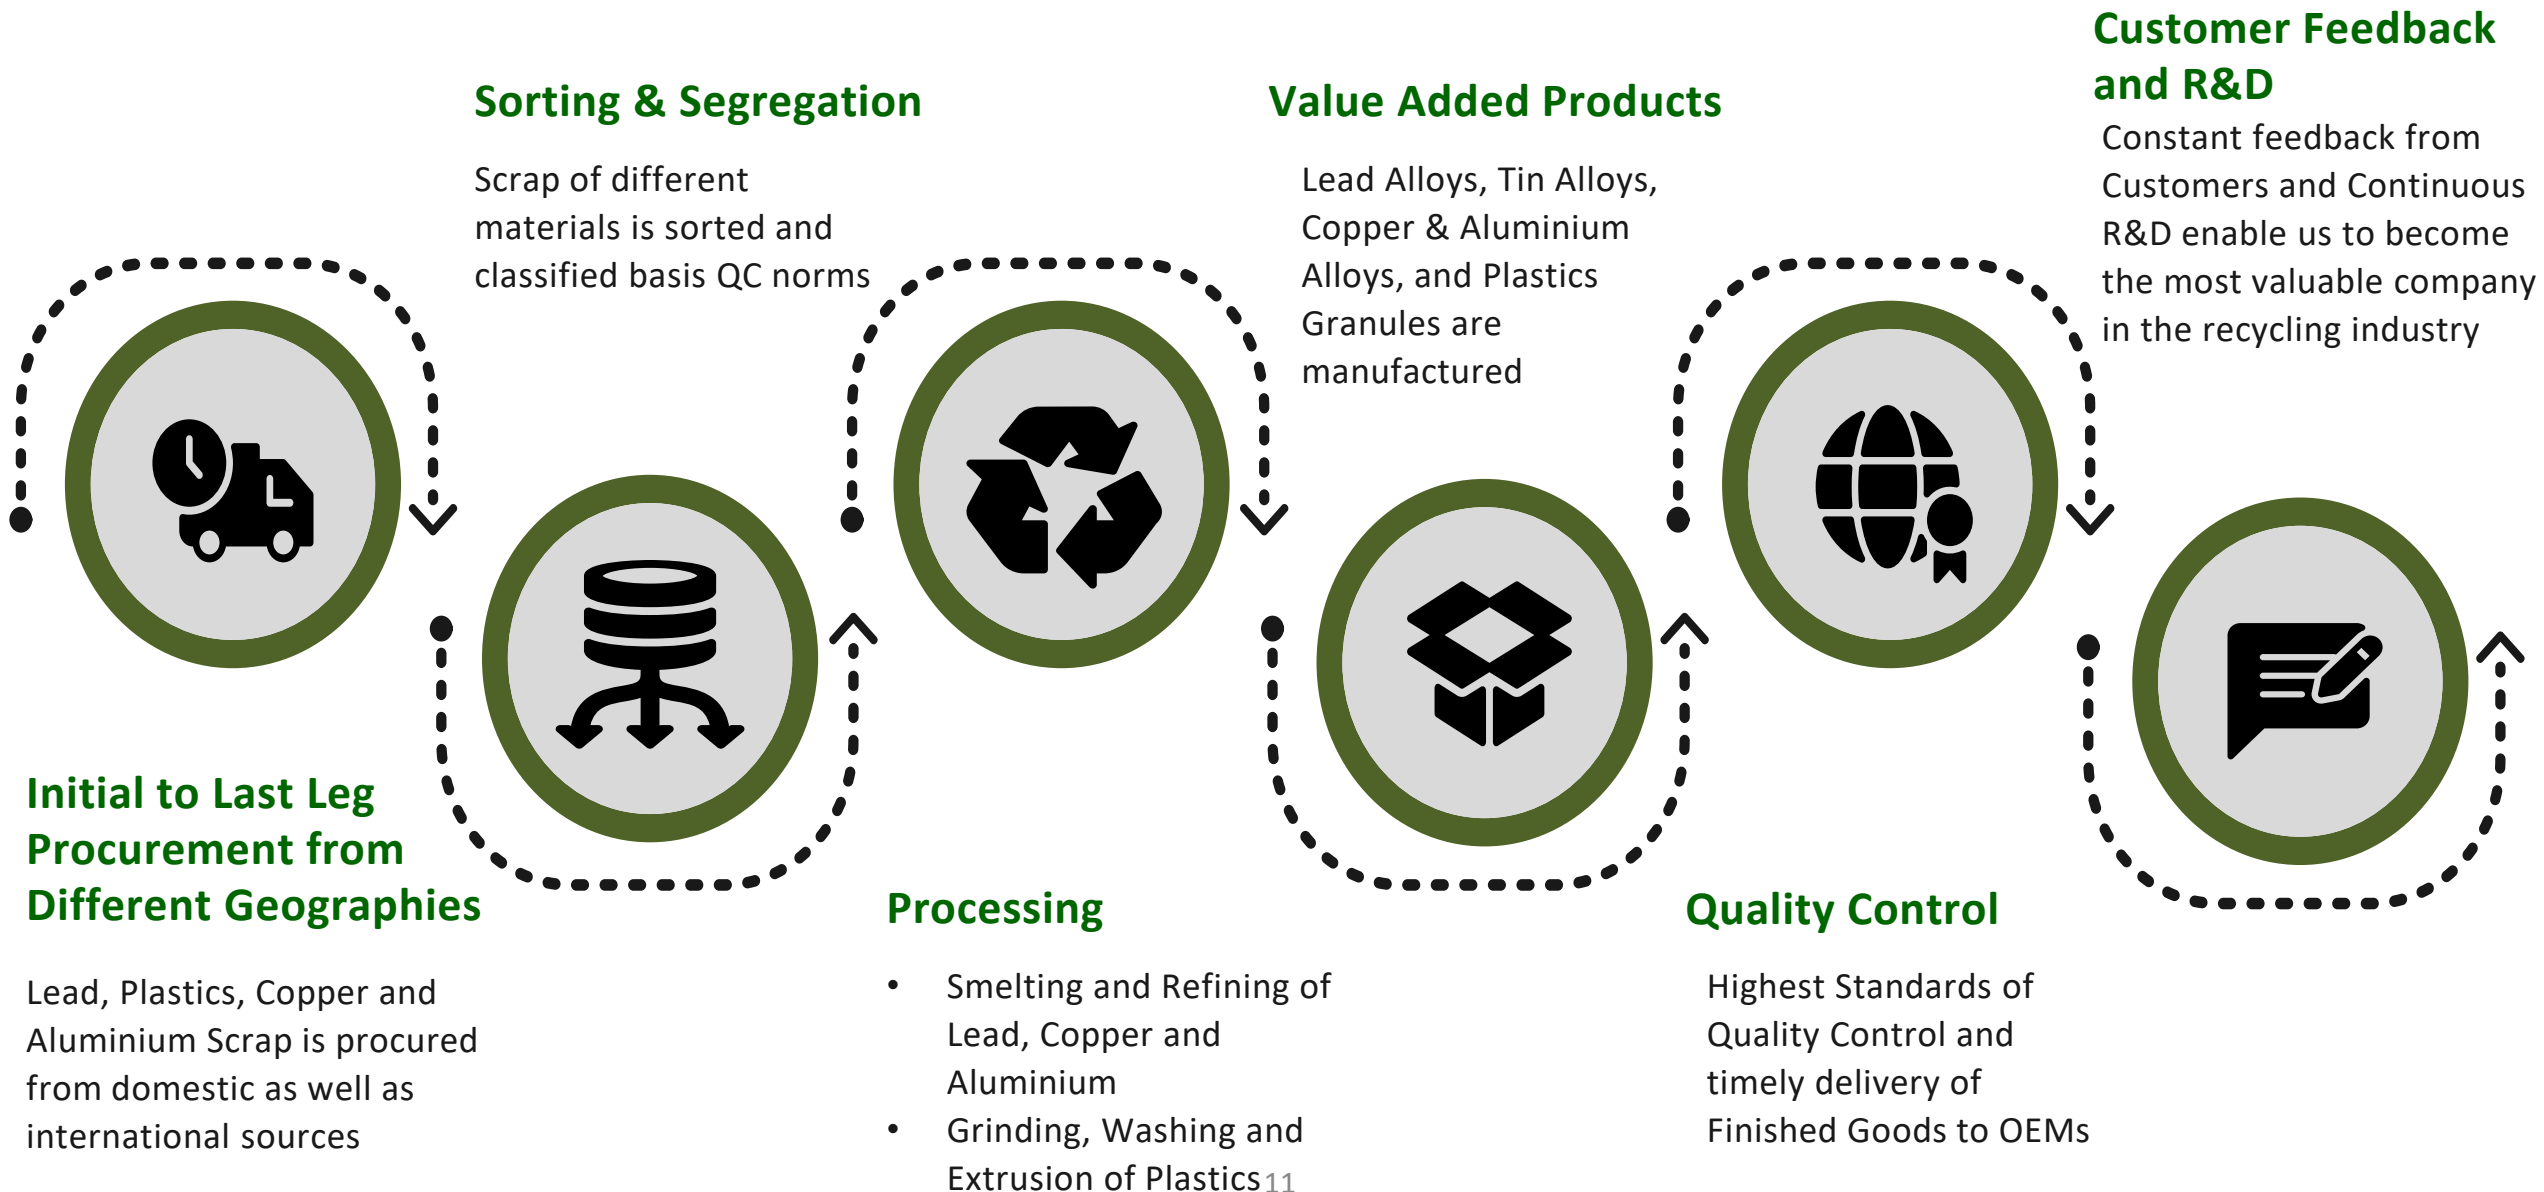 Initial to Last Leg
Procurement from
Different Geographies
Lead, Plastics, Copper and
Aluminium Scrap is procured
from domestic as well as
international sources
Sorting & Segregation
Scrap of different
materials is sorted and
classified basis QC norms
Processing
• Smelting and Refining of
Lead, Copper and
Aluminium
• Grinding, Washing and
Extrusion of Plastics
Value Added Products
Lead Alloys, Tin Alloys,
Copper & Aluminium
Alloys, and Plastics
Granules are
manufactured
Quality Control
Highest Standards of
Quality Control and
timely delivery of
Finished Goods to OEMs
Customer Feedback
and R&D
Constant feedback from
Customers and Continuous
R&D enable us to become
the most valuable company
in the recycling industry
11